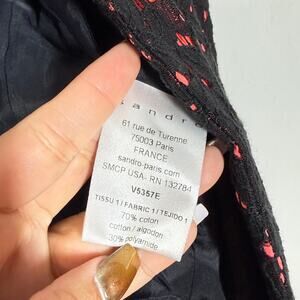 sandro
61 rue de Turenne
75003 Paris
FRANCE
sandro-paris.com
SMCP USA- RN 132784
V5357E
TISSU 1 / FABRIC 1 / TEJIDO 1
70% coton
cotton / algodon
30% polyamide